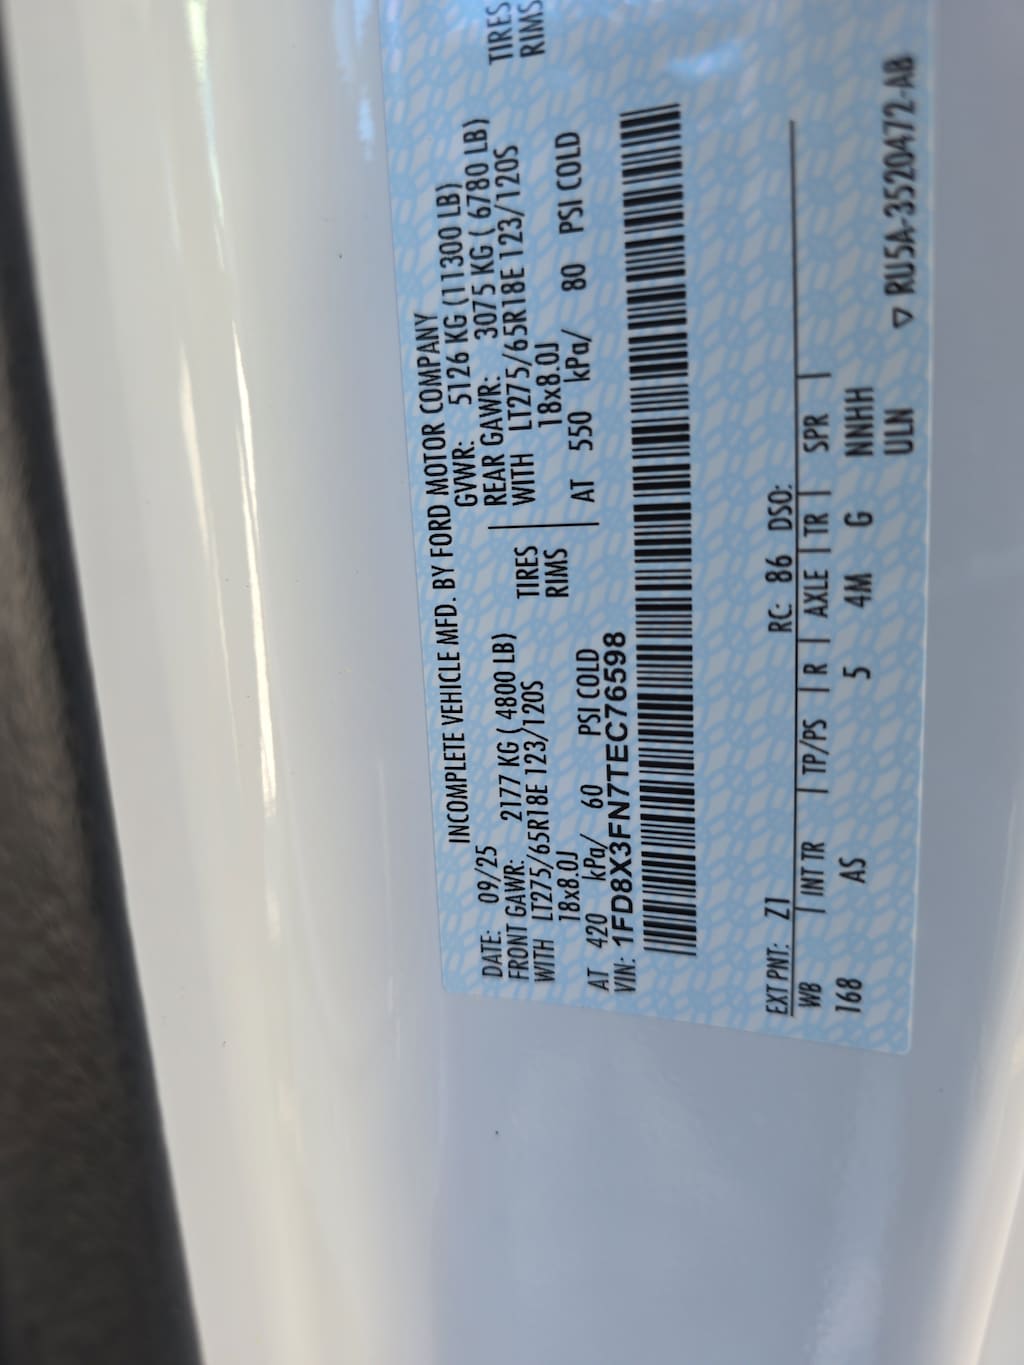 INCOMPLETE VEHICLE MFD. BY FORD MOTOR COMPANY
DATE: 09/25 GVWR: 5126 KG (11300 LB)
FRONT GAWR: 2177 KG ( 4800 LB) REAR GAWR: 3075 KG ( 6780 LB)
WITH LT275/65R18E 123/120S TIRES WITH LT275/65R18E 123/120S TIRES
18x8.0J RIMS 18x8.0J RIMS
AT 420 kPa/ 60 PSI COLD AT 550 kPa/ 80 PSI COLD
VIN: 1FD8X3FN7TEC76598
EXT PNT: Z1 RC: 86 DSO:
WB | INT TR | TP/PS | R | AXLE | TR | SPR |
168 AS 5 4M G NNHH
ULN ▽ RU5A-3520472-AB